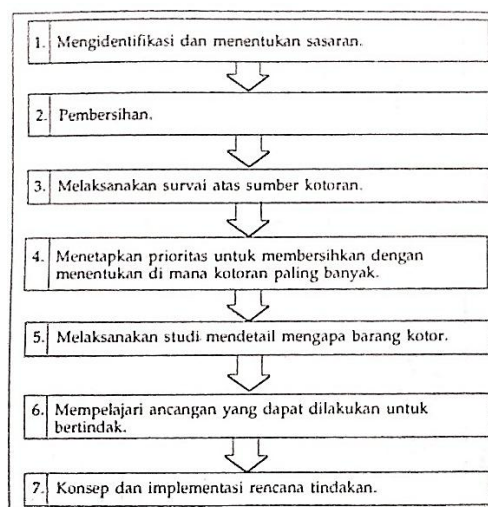 1. Mengidentifikasi dan menentukan sasaran.
2. Pembersihan.
3. Melaksanakan survai atas sumber kotoran.
4. Menetapkan prioritas untuk membersihkan dengan
menentukan di mana kotoran paling banyak.
5. Melaksanakan studi mendetail mengapa barang kotor.
6. Mempelajari ancangan yang dapat dilakukan untuk
bertindak.
7. Konsep dan implementasi rencana tindakan.